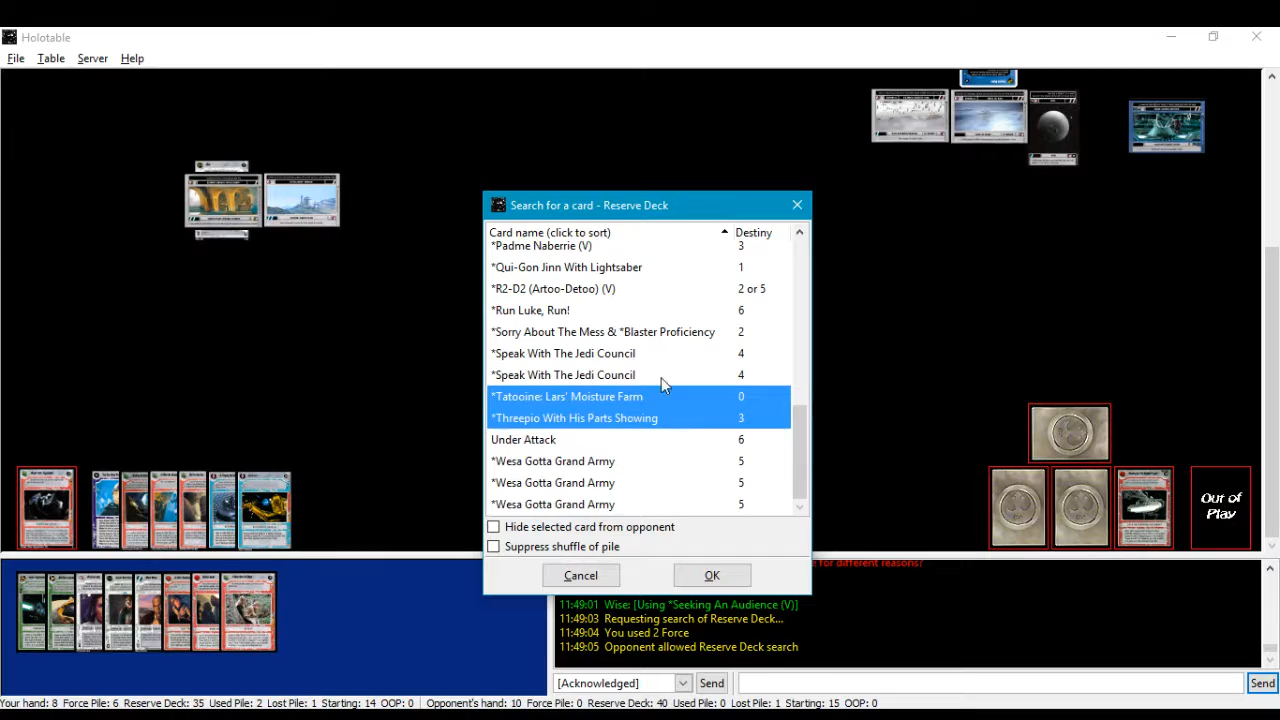 Holotable
File Table Server Help
Search for a card - Reserve Deck
Card name (click to sort) Destiny
*Padme Naberrie (V) 3
*Qui-Gon Jinn With Lightsaber 1
*R2-D2 (Artoo-Detoo) (V) 2 or 5
*Run Luke, Run! 6
*Sorry About The Mess & *Blaster Proficiency 2
*Speak With The Jedi Council 4
*Speak With The Jedi Council 4
*Tatooine: Lars' Moisture Farm 0
*Threepio With His Parts Showing 3
Under Attack 6
*Wesa Gotta Grand Army 5
*Wesa Gotta Grand Army 5
*Wesa Gotta Grand Army 5
Hide selected card from opponent
Suppress shuffle of pile
Cancel OK
Out of
Play
for different reasons?
11:49:01 Wise: [Using *Seeking An Audience (V)]
11:49:03 Requesting search of Reserve Deck...
11:49:04 You used 2 Force
11:49:05 Opponent allowed Reserve Deck search
[Acknowledged] Send Send
Your hand: 8 Force Pile: 6 Reserve Deck: 35 Used Pile: 2 Lost Pile: 1 Starting: 14 OOP: 0 Opponent's hand: 10 Force Pile: 0 Reserve Deck: 40 Used Pile: 0 Lost Pile: 1 Starting: 15 OOP: 0